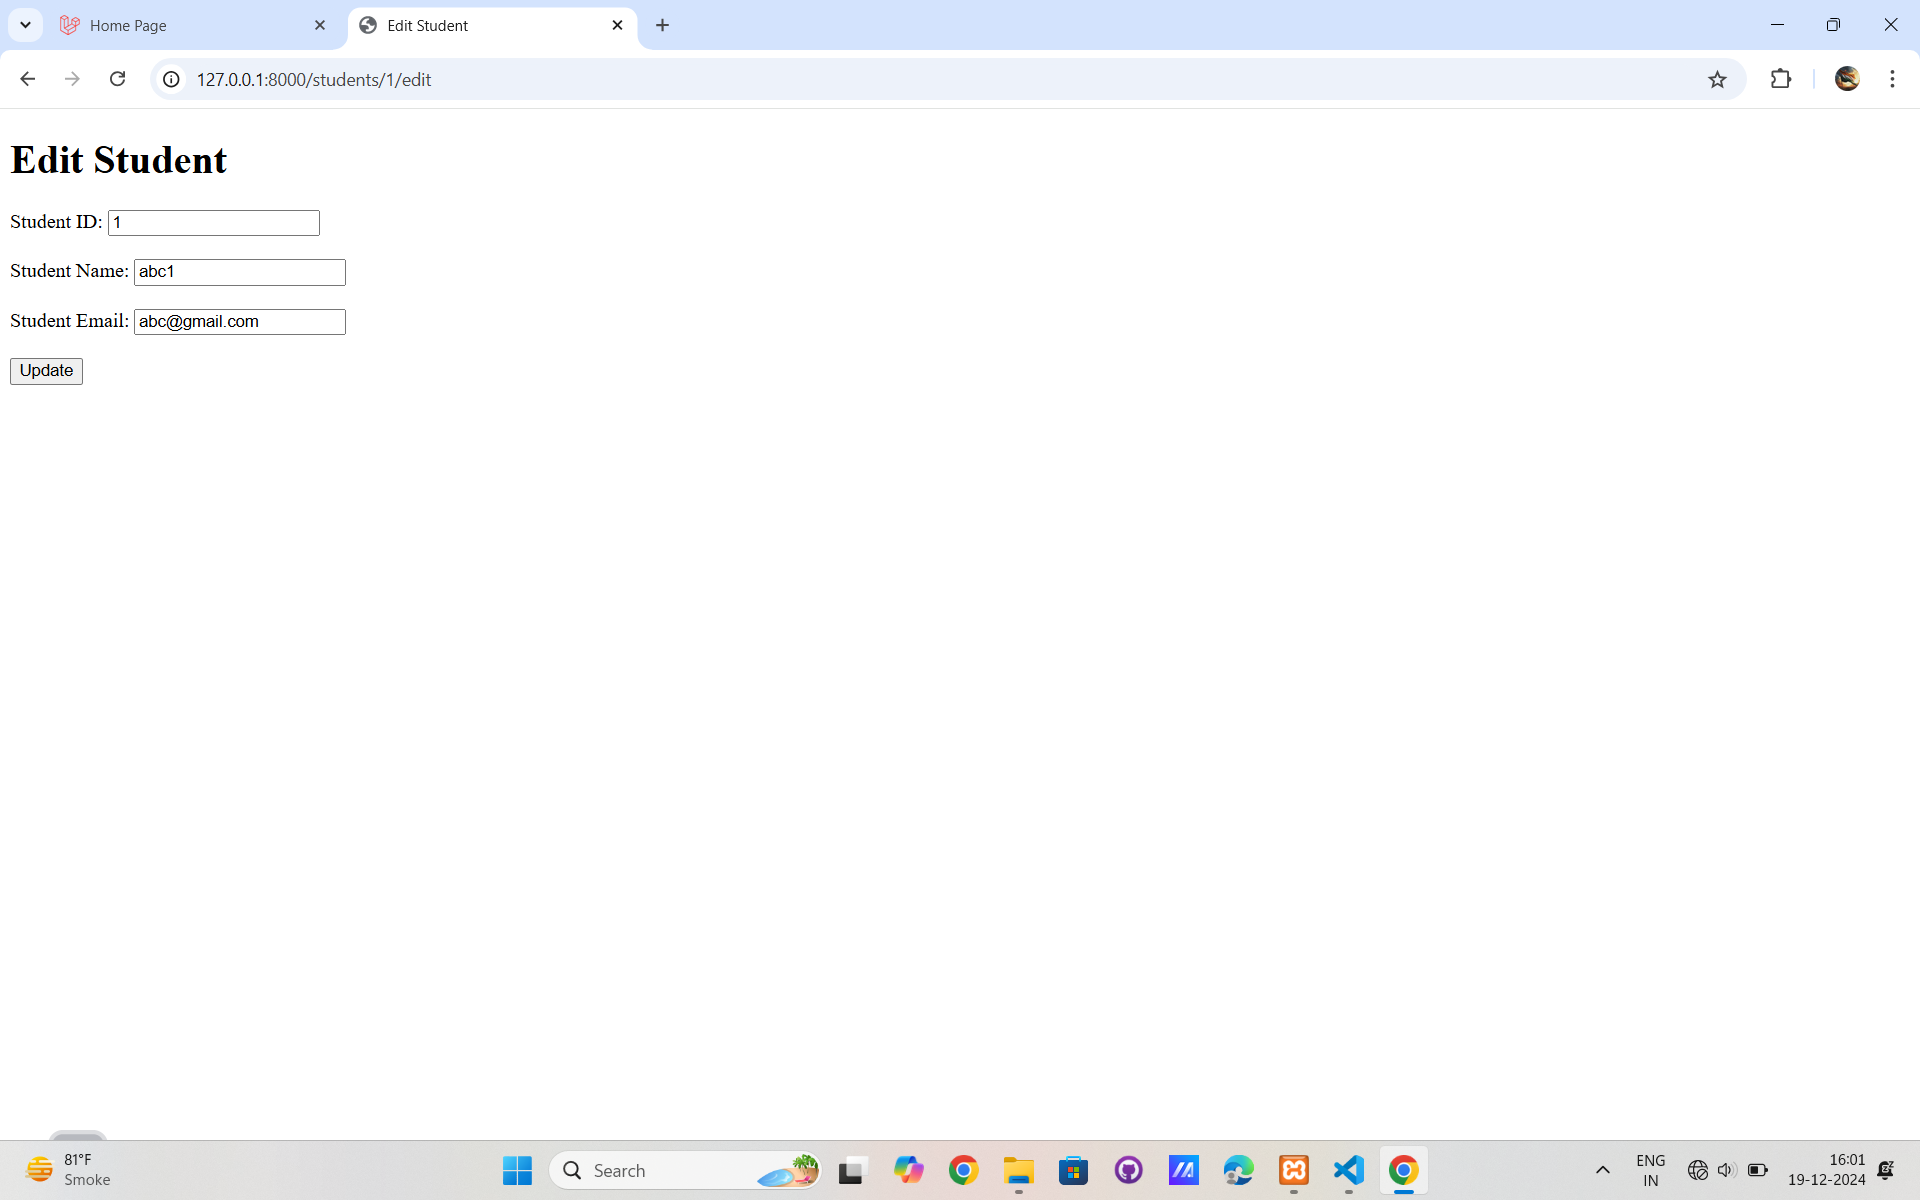 Home Page
Edit Student
127.0.0.1:8000/students/1/edit
Edit Student
Student ID: 1
Student Name: abc1
Student Email: abc@gmail.com
Update
81°F
Smoke
Search
ENG
IN
16:01
19-12-2024